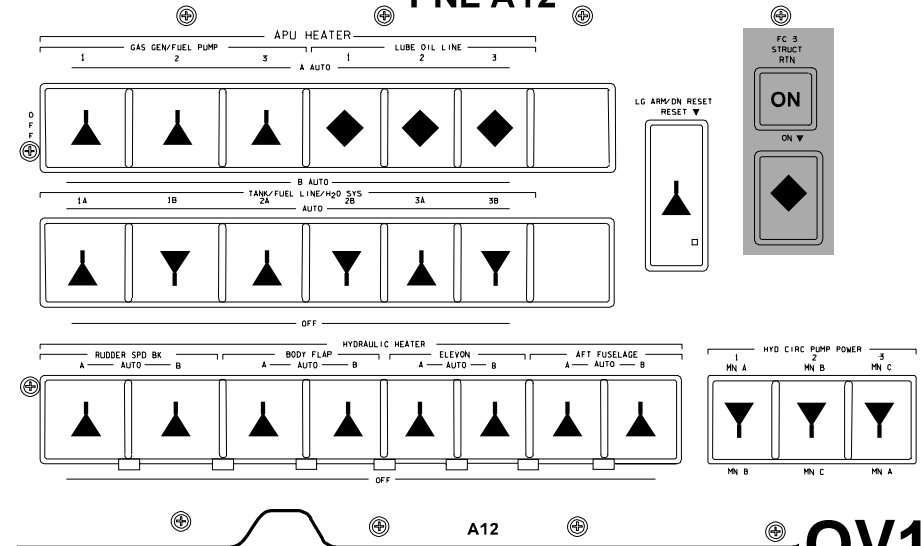 PNL A12
APU HEATER
GAS GEN/FUEL PUMP LUBE OIL LINE
1 2 3 1 2 3
A AUTO
OFF
B AUTO
TANK/FUEL LINE/H2O SYS
1A 1B 2A 2B 3A 3B
AUTO
OFF
LG ARM/DN RESET
RESET ▼
FC 3
STRUCT
RTN
ON
ON ▼
HYDRAULIC HEATER
RUDDER SPD BK BODY FLAP ELEVON AFT FUSELAGE
A AUTO B A AUTO B A AUTO B A AUTO B
OFF
HYD CIRC PUMP POWER
1 2 3
MN A MN B MN C
MN B MN C MN A
A12
OV1